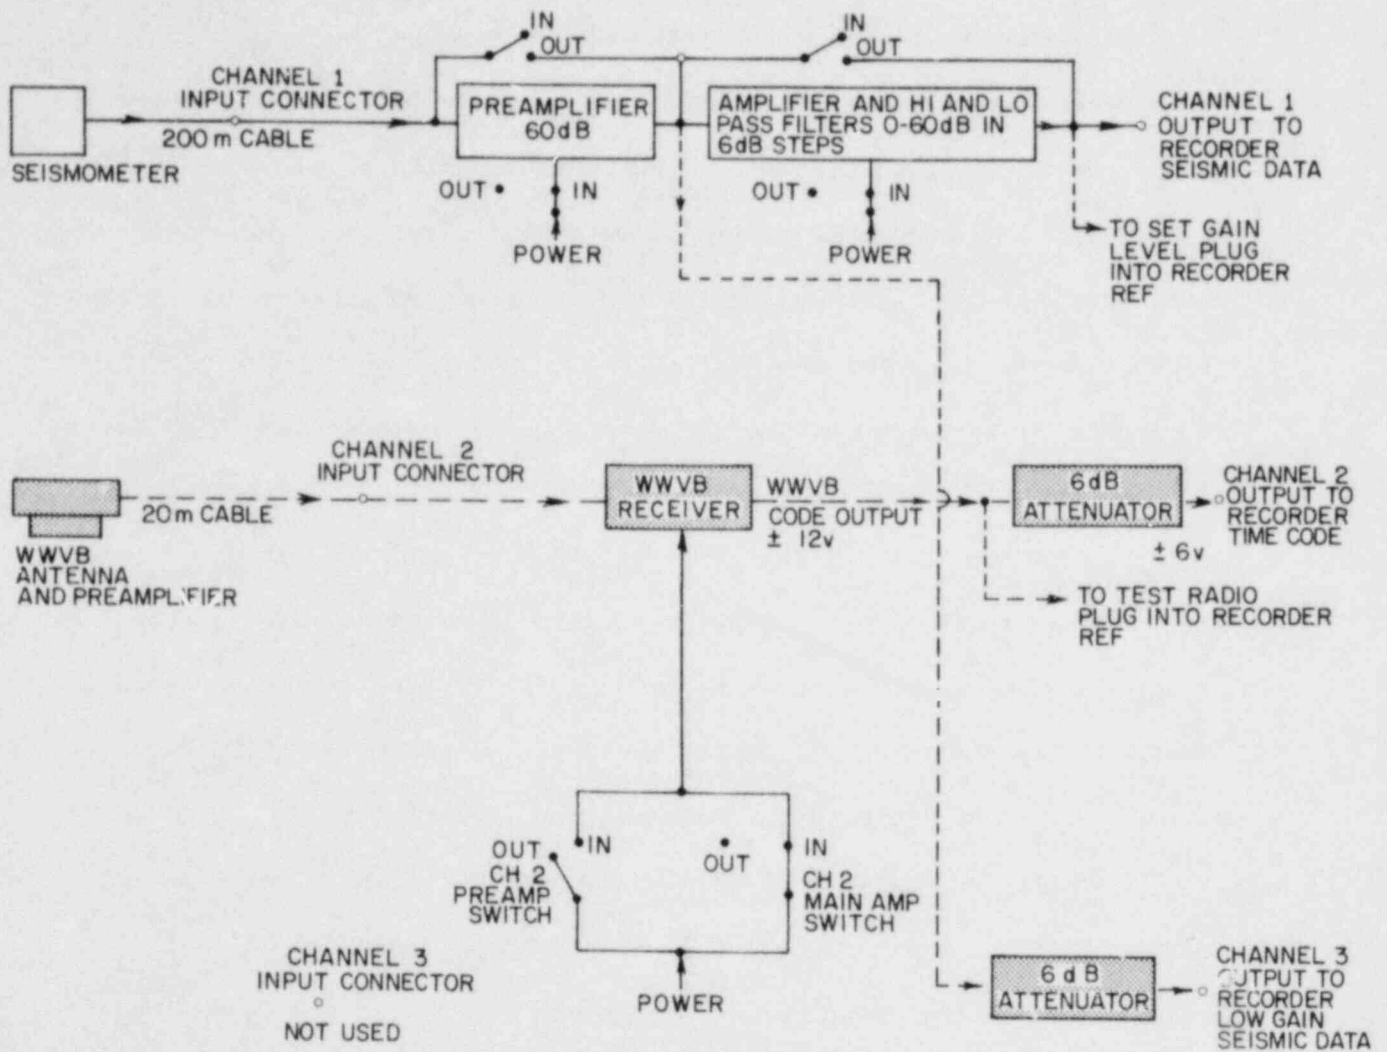 IN
OUT
IN
OUT
CHANNEL 1
INPUT CONNECTOR
200 m CABLE
SEISMOMETER
PREAMPLIFIER
60dB
AMPLIFIER AND HI AND LO
PASS FILTERS 0-60dB IN
6dB STEPS
CHANNEL 1
OUTPUT TO
RECORDER
SEISMIC DATA
OUT
IN
POWER
OUT
IN
POWER
TO SET GAIN
LEVEL PLUG
INTO RECORDER
REF
CHANNEL 2
INPUT CONNECTOR
20m CABLE
WWVB
ANTENNA
AND PREAMPLIFIER
WWVB
RECEIVER
WWVB
CODE OUTPUT
± 12v
6dB
ATTENUATOR
± 6v
CHANNEL 2
OUTPUT TO
RECORDER
TIME CODE
TO TEST RADIO
PLUG INTO RECORDER
REF
OUT
IN
CH 2
PREAMP
SWITCH
OUT
IN
CH 2
MAIN AMP
SWITCH
POWER
CHANNEL 3
INPUT CONNECTOR
NOT USED
6dB
ATTENUATOR
CHANNEL 3
OUTPUT TO
RECORDER
LOW GAIN
SEISMIC DATA